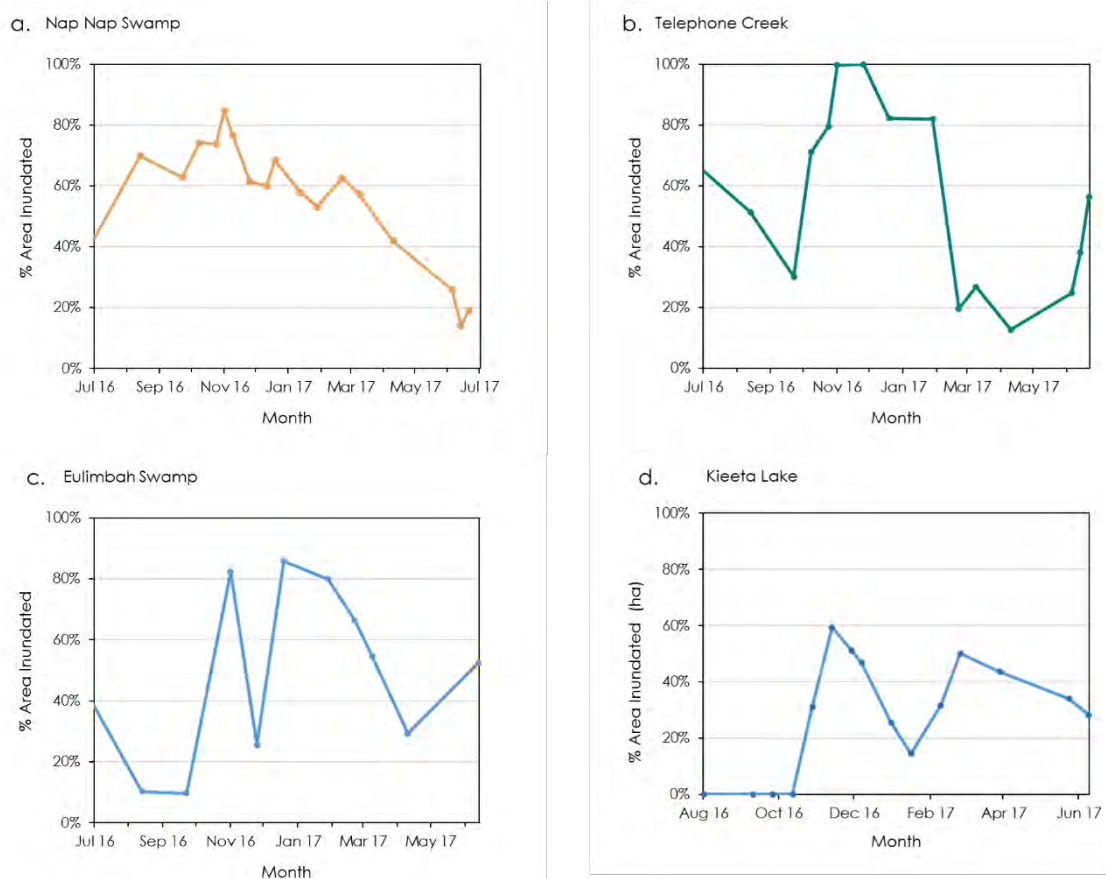 a. Nap Nap Swamp
100%
80%
60%
40%
20%
0%
% Area Inundated
Jul 16 Sep 16 Nov 16 Jan 17 Mar 17 May 17 Jul 17
Month
b. Telephone Creek
100%
80%
60%
40%
20%
0%
% Area Inundated
Jul 16 Sep 16 Nov 16 Jan 17 Mar 17 May 17
Month
c. Eulimbah Swamp
100%
80%
60%
40%
20%
0%
% Area Inundated
Jul 16 Sep 16 Nov 16 Jan 17 Mar 17 May 17
Month
d. Kieeta Lake
100%
80%
60%
40%
20%
0%
% Area Inundated (ha)
Aug 16 Oct 16 Dec 16 Feb 17 Apr 17 Jun 17
Month